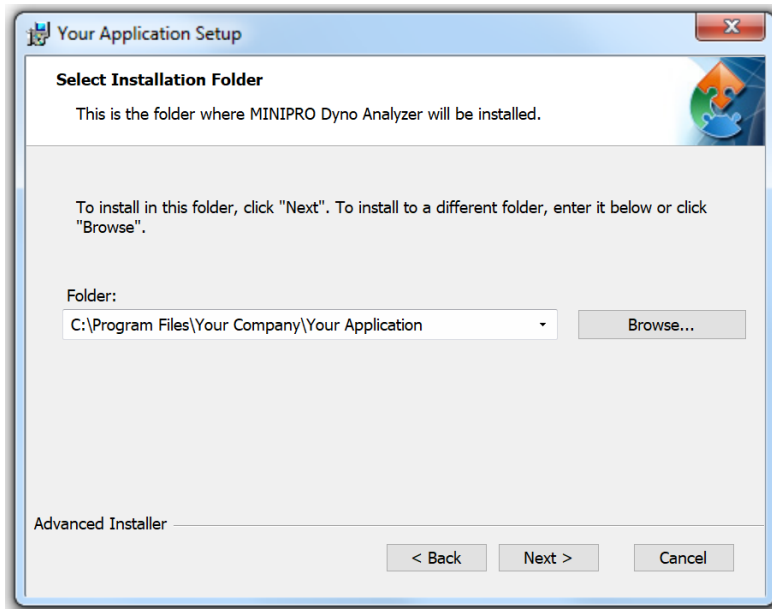 Your Application Setup
Select Installation Folder
This is the folder where MINIPRO Dyno Analyzer will be installed.
To install in this folder, click "Next". To install to a different folder, enter it below or click
"Browse".
Folder:
C:\Program Files\Your Company\Your Application
Browse...
Advanced Installer
< Back
Next >
Cancel